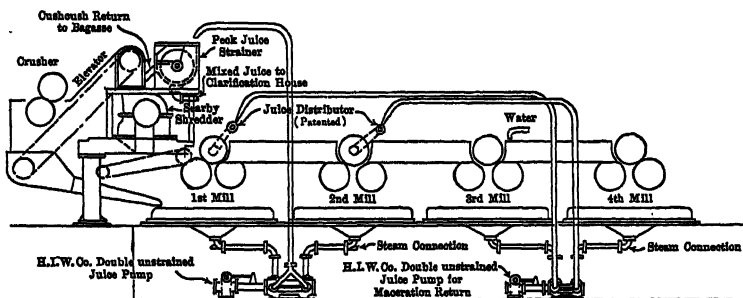 Cushcush Return
to Bagasse
Crusher
Elevator
Peck Juice
Strainer
Mixed Juice to
Clarification House
Searby
Shredder
Juice Distributor
(Patented)
Water
1st Mill
2nd Mill
3rd Mill
4th Mill
Steam Connection
Steam Connection
H.I.W. Co. Double unstrained
Juice Pump
H.I.W. Co. Double unstrained
Juice Pump for
Maceration Return